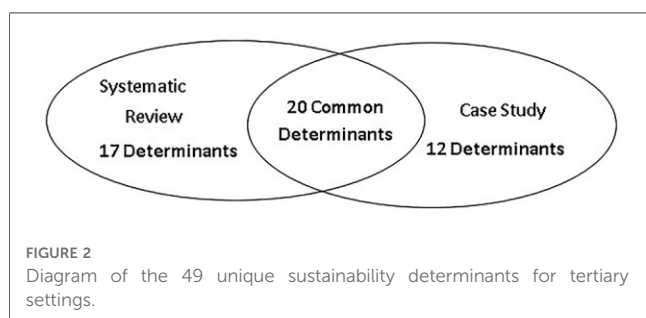 Systematic
Review
17 Determinants
20 Common
Determinants
Case Study
12 Determinants
FIGURE 2
Diagram of the 49 unique sustainability determinants for tertiary
settings.